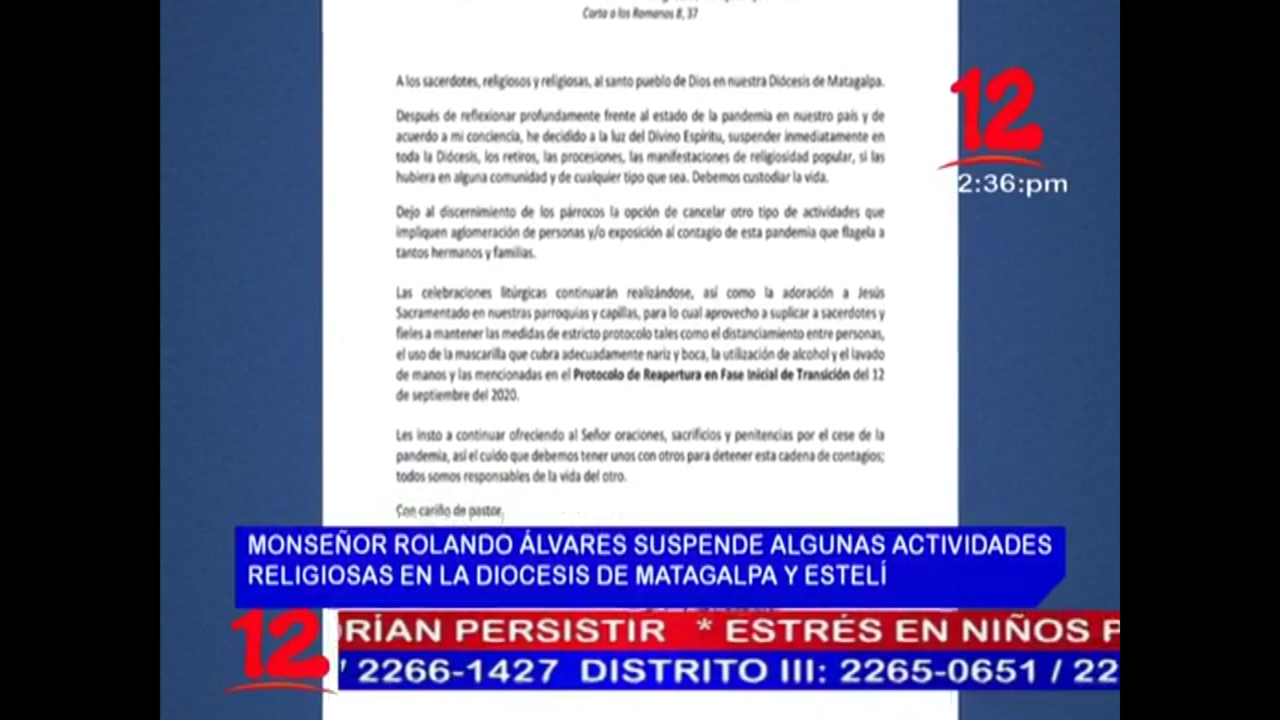 Carta a los Romanos 8, 37
A los sacerdotes, religiosos y religiosas, al santo pueblo de Dios en nuestra Diócesis de Matagalpa.
Después de reflexionar profundamente frente al estado de la pandemia en nuestro país y de
acuerdo a mi conciencia, he decidido a la luz del Divino Espíritu, suspender inmediatamente en
toda la Diócesis, los retiros, las procesiones, las manifestaciones de religiosidad popular, si las
hubiera en alguna comunidad y de cualquier tipo que sea. Debemos custodiar la vida.
Dejo al discernimiento de los párrocos la opción de cancelar otro tipo de actividades que
impliquen aglomeración de personas y/o exposición al contagio de esta pandemia que flagela a
tantos hermanos y familias.
Las celebraciones litúrgicas continuarán realizándose, así como la adoración a Jesús
Sacramentado en nuestras parroquias y capillas, para lo cual aprovecho a suplicar a sacerdotes y
fieles a mantener las medidas de estricto protocolo tales como el distanciamiento entre personas,
el uso de la mascarilla que cubra adecuadamente nariz y boca, la utilización de alcohol y el lavado
de manos y las mencionadas en el Protocolo de Reapertura en Fase Inicial de Transición del 12
de septiembre del 2020.
Les insto a continuar ofreciendo al Señor oraciones, sacrificios y penitencias por el cese de la
pandemia, así el cuido que debemos tener unos con otros para detener esta cadena de contagios;
todos somos responsables de la vida del otro.
Con cariño de pastor,
12
2:36:pm
MONSEÑOR ROLANDO ÁLVARES SUSPENDE ALGUNAS ACTIVIDADES
RELIGIOSAS EN LA DIOCESIS DE MATAGALPA Y ESTELÍ
12
DRÍAN PERSISTIR * ESTRÉS EN NIÑOS P
/ 2266-1427 DISTRITO III: 2265-0651 / 22